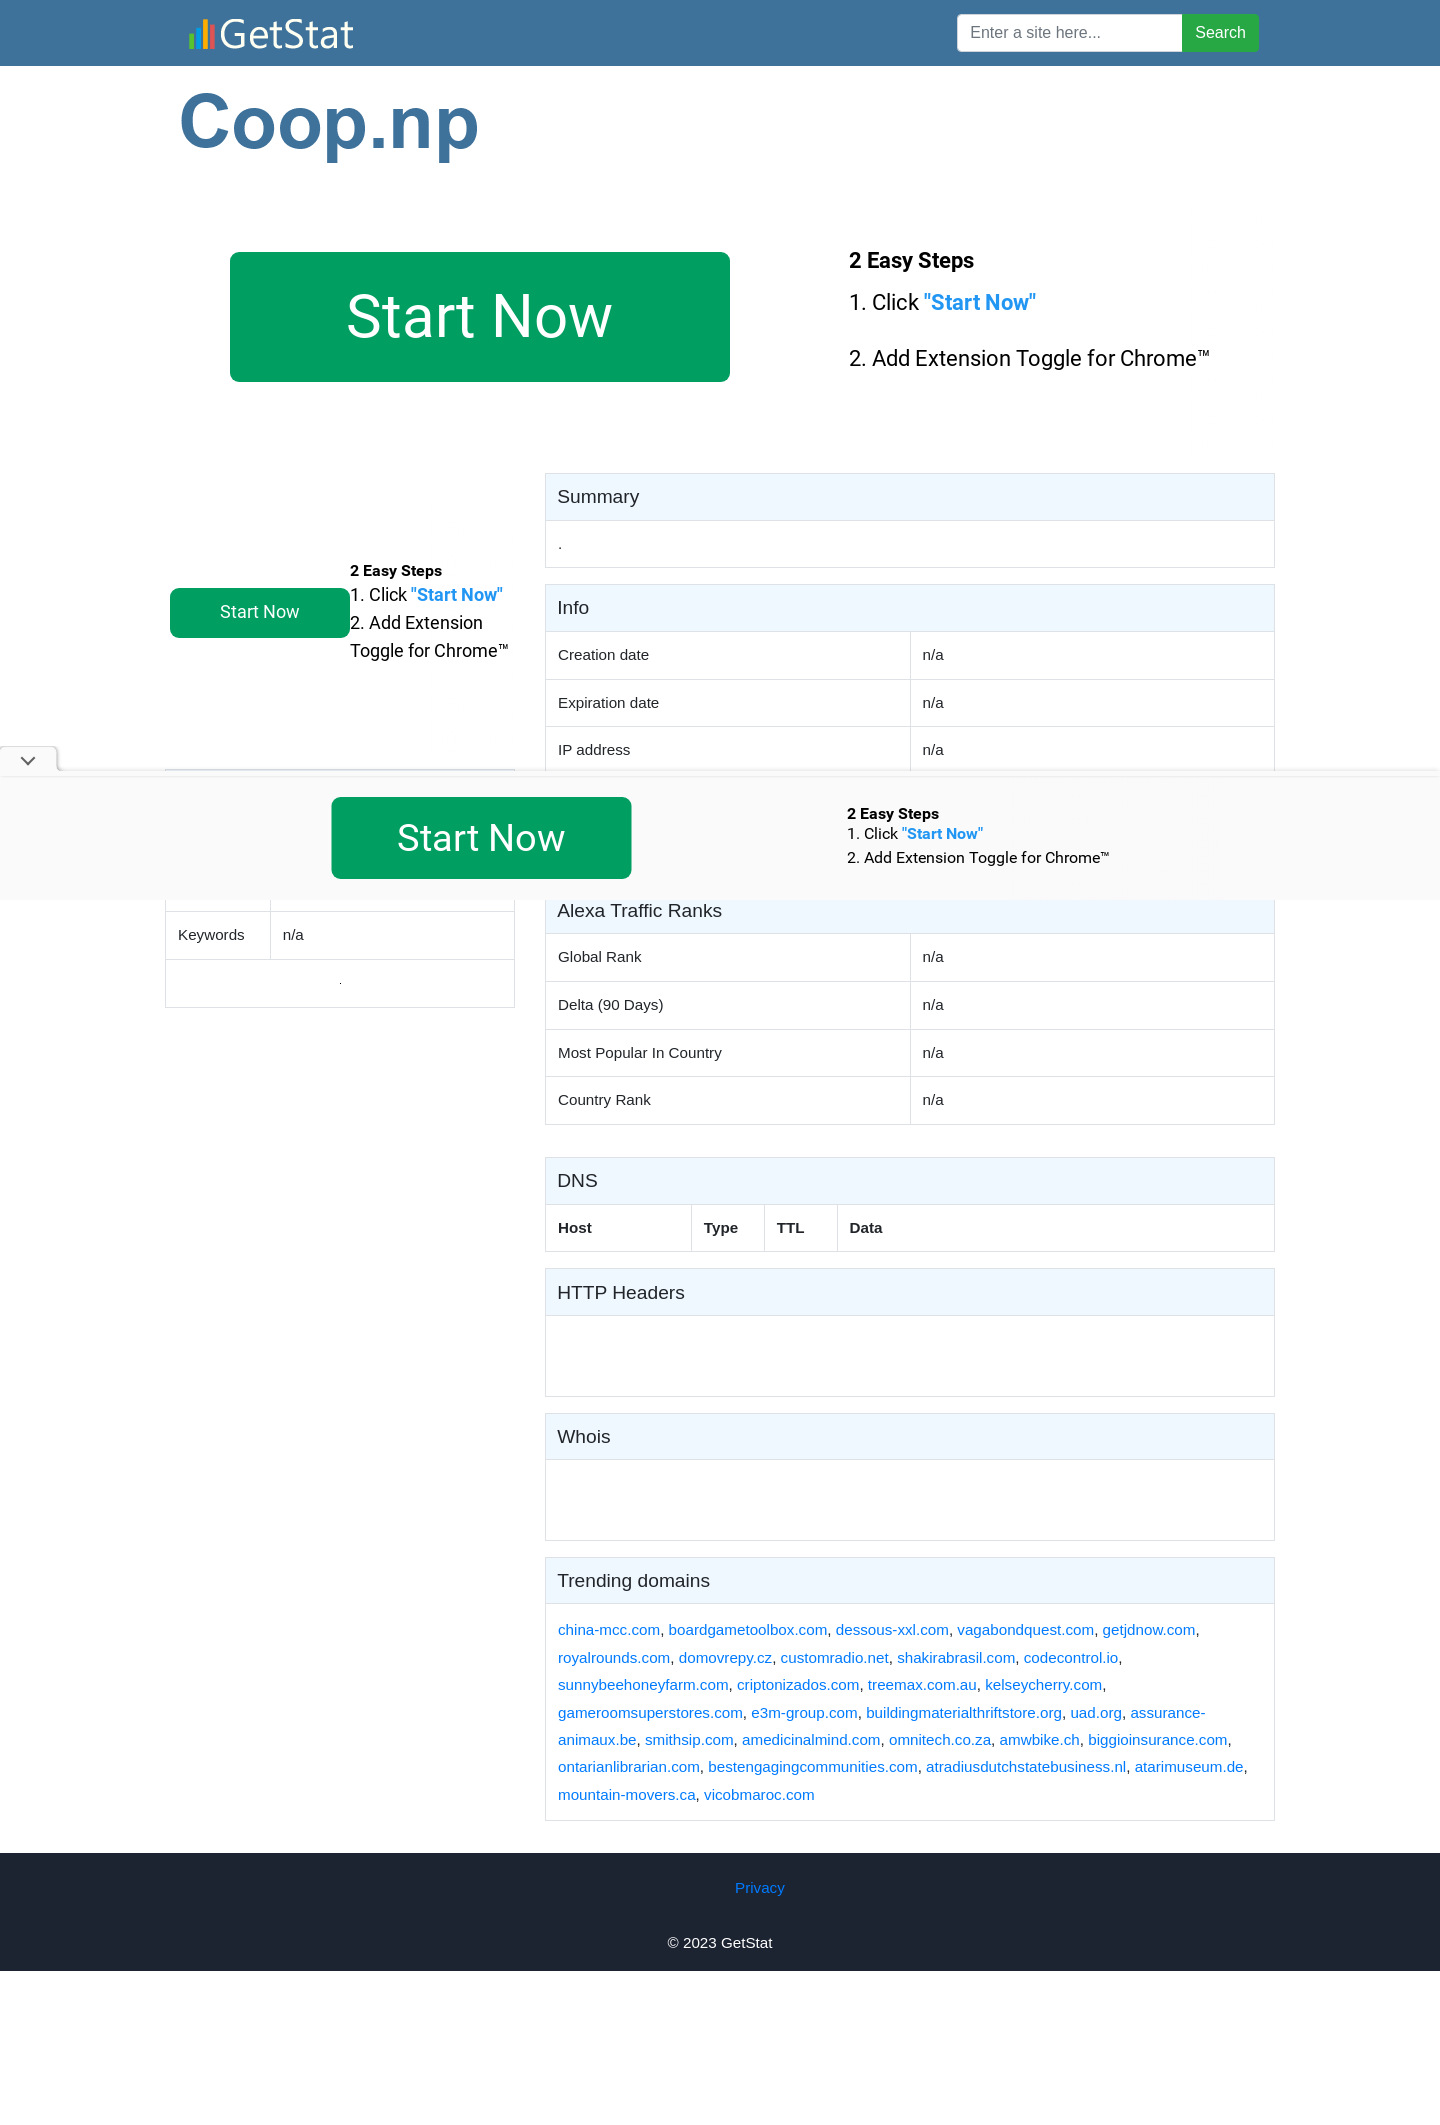 GetStat
Enter a site here...
Search
Coop.np
Start Now
2 Easy Steps
1. Click "Start Now"
2. Add Extension Toggle for Chrome™
Start Now
2 Easy Steps
1. Click "Start Now"
2. Add Extension
Toggle for Chrome™
Summary
.
Info
Creation date n/a
Expiration date n/a
IP address n/a
Start Now
2 Easy Steps
1. Click "Start Now"
2. Add Extension Toggle for Chrome™
Keywords n/a
.
Alexa Traffic Ranks
Global Rank n/a
Delta (90 Days) n/a
Most Popular In Country n/a
Country Rank n/a
DNS
Host Type TTL Data
HTTP Headers
Whois
Trending domains
china-mcc.com, boardgametoolbox.com, dessous-xxl.com, vagabondquest.com, getjdnow.com,
royalrounds.com, domovrepy.cz, customradio.net, shakirabrasil.com, codecontrol.io,
sunnybeehoneyfarm.com, criptonizados.com, treemax.com.au, kelseycherry.com,
gameroomsuperstores.com, e3m-group.com, buildingmaterialthriftstore.org, uad.org, assurance-
animaux.be, smithsip.com, amedicinalmind.com, omnitech.co.za, amwbike.ch, biggioinsurance.com,
ontarianlibrarian.com, bestengagingcommunities.com, atradiusdutchstatebusiness.nl, atarimuseum.de,
mountain-movers.ca, vicobmaroc.com
Privacy
© 2023 GetStat